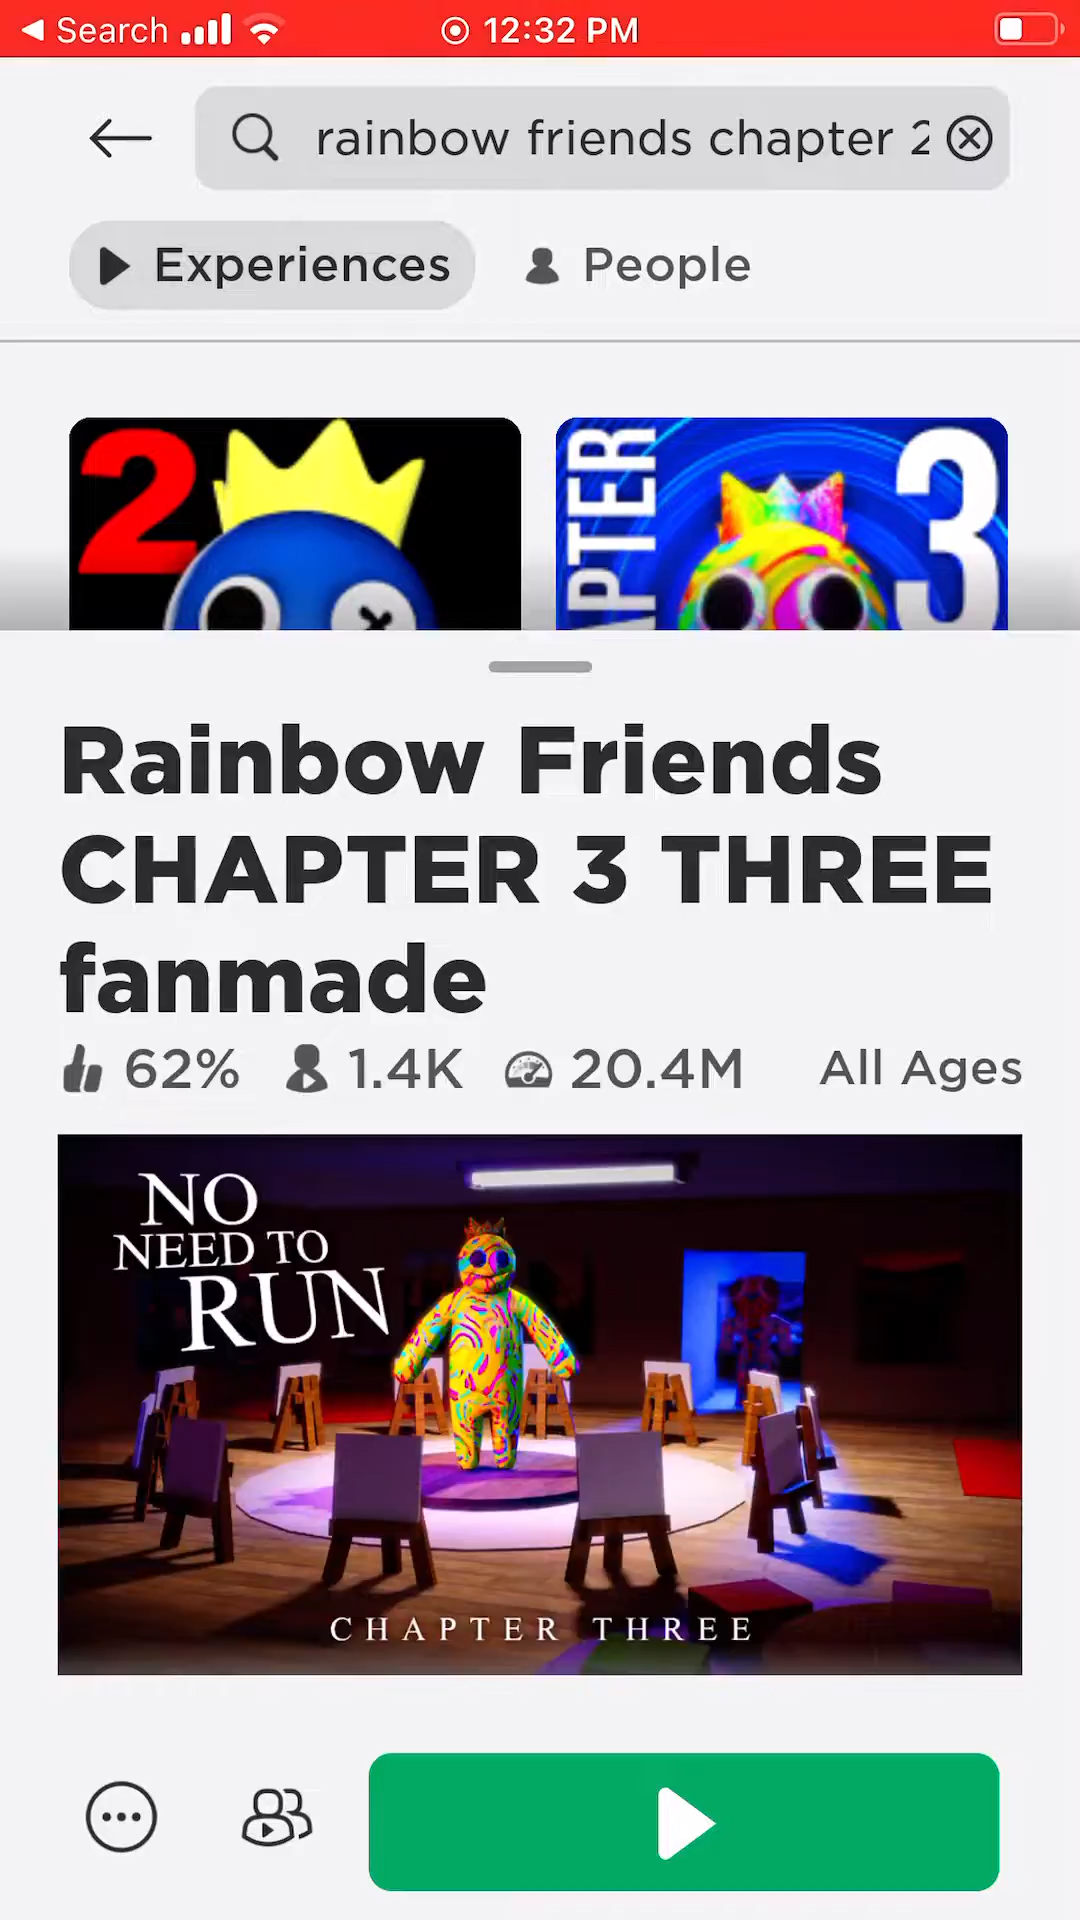 Search 12:32 PM
rainbow friends chapter 2
Experiences People
2
3
Rainbow Friends
CHAPTER 3 THREE
fanmade
62% 1.4K 20.4M All Ages
NO
NEED TO
RUN
CHAPTER THREE